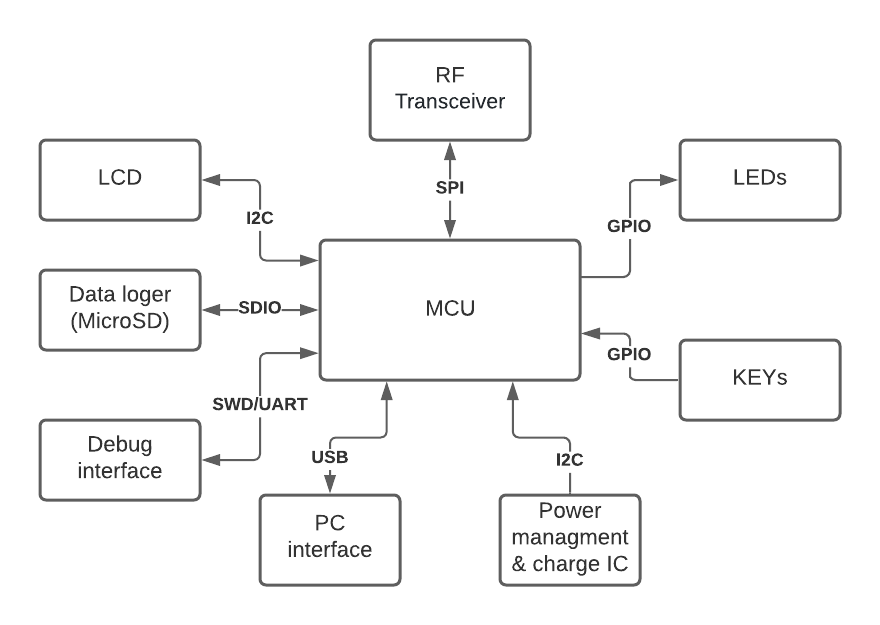 RF
Transceiver
LCD
LEDs
SPI
I2C
GPIO
Data loger
(MicroSD)
SDIO
MCU
GPIO
KEYs
SWD/UART
Debug
interface
USB
I2C
PC
interface
Power
managment
& charge IC